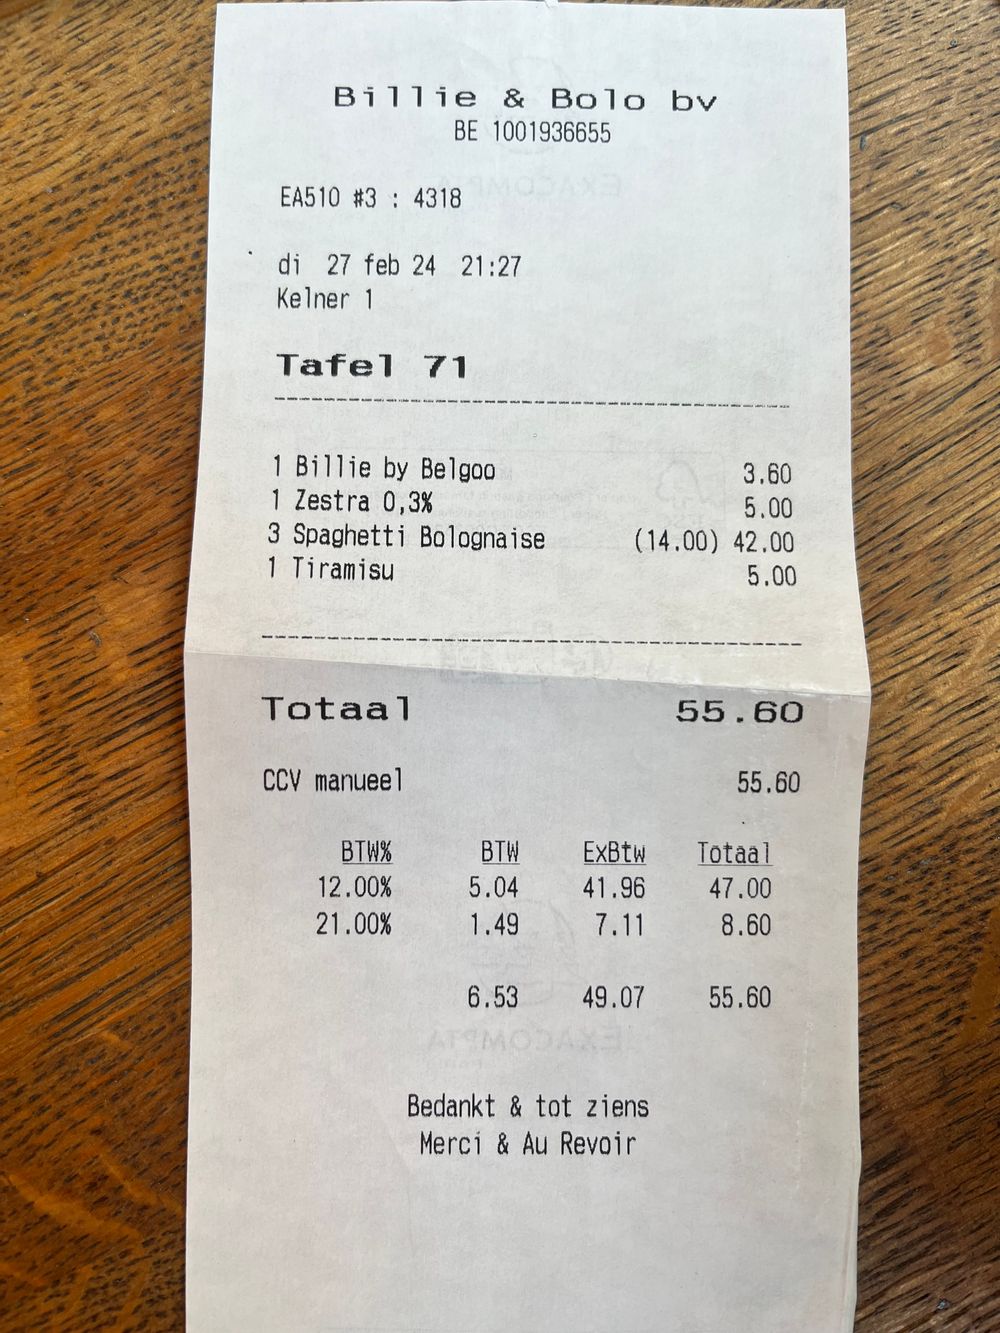 Billie & Bolo bv
BE 1001936655
EA510 #3 : 4318
di 27 feb 24 21:27
Kelner 1
Tafel 71
1 Billie by Belgoo 3.60
1 Zestra 0,3% 5.00
3 Spaghetti Bolognaise (14.00) 42.00
1 Tiramisu 5.00
Totaal 55.60
CCV manueel 55.60
BTW% BTW ExBtw Totaal
12.00% 5.04 41.96 47.00
21.00% 1.49 7.11 8.60
6.53 49.07 55.60
Bedankt & tot ziens
Merci & Au Revoir
EXACOMPTA
EXACOMPTA